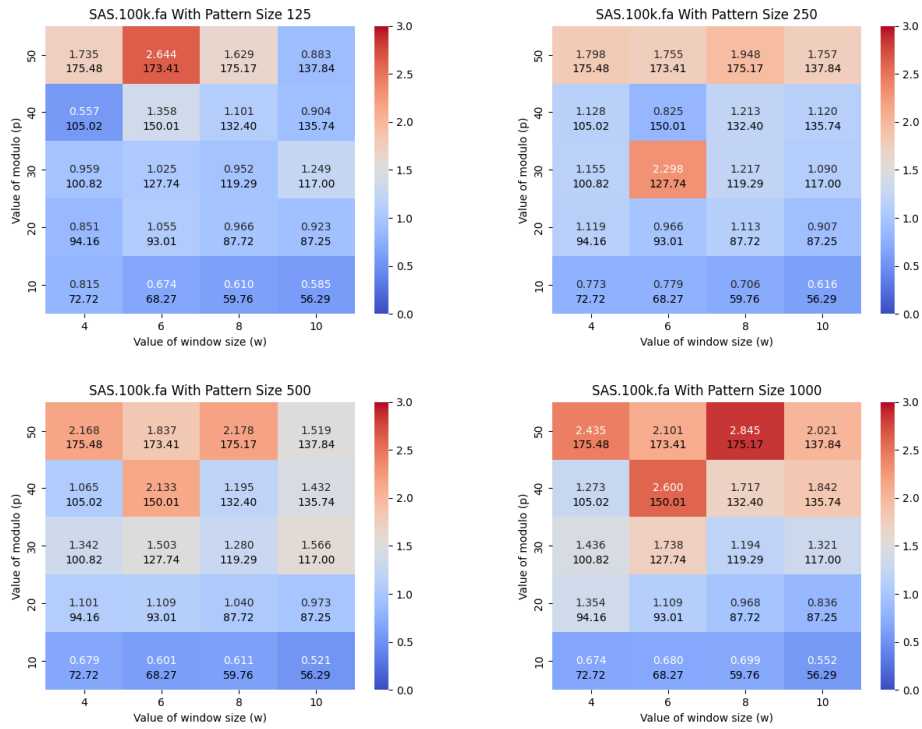 SAS.100k.fa With Pattern Size 125
Value of modulo (p)
50
1.735 2.644 1.629 0.883
175.48 173.41 175.17 137.84
40
0.557 1.358 1.101 0.904
105.02 150.01 132.40 135.74
30
0.959 1.025 0.952 1.249
100.82 127.74 119.29 117.00
20
0.851 1.055 0.966 0.923
94.16 93.01 87.72 87.25
10
0.815 0.674 0.610 0.585
72.72 68.27 59.76 56.29
4 6 8 10
Value of window size (w)
3.0
2.5
2.0
1.5
1.0
0.5
0.0
SAS.100k.fa With Pattern Size 250
Value of modulo (p)
50
1.798 1.755 1.948 1.757
175.48 173.41 175.17 137.84
40
1.128 0.825 1.213 1.120
105.02 150.01 132.40 135.74
30
1.155 2.298 1.217 1.090
100.82 127.74 119.29 117.00
20
1.119 0.966 1.113 0.907
94.16 93.01 87.72 87.25
10
0.773 0.779 0.706 0.616
72.72 68.27 59.76 56.29
4 6 8 10
Value of window size (w)
3.0
2.5
2.0
1.5
1.0
0.5
0.0
SAS.100k.fa With Pattern Size 500
Value of modulo (p)
50
2.168 1.837 2.178 1.519
175.48 173.41 175.17 137.84
40
1.065 2.133 1.195 1.432
105.02 150.01 132.40 135.74
30
1.342 1.503 1.280 1.566
100.82 127.74 119.29 117.00
20
1.101 1.109 1.040 0.973
94.16 93.01 87.72 87.25
10
0.679 0.601 0.611 0.521
72.72 68.27 59.76 56.29
4 6 8 10
Value of window size (w)
3.0
2.5
2.0
1.5
1.0
0.5
0.0
SAS.100k.fa With Pattern Size 1000
Value of modulo (p)
50
2.435 2.101 2.845 2.021
175.48 173.41 175.17 137.84
40
1.273 2.600 1.717 1.842
105.02 150.01 132.40 135.74
30
1.436 1.738 1.194 1.321
100.82 127.74 119.29 117.00
20
1.354 1.109 0.968 0.836
94.16 93.01 87.72 87.25
10
0.674 0.680 0.699 0.552
72.72 68.27 59.76 56.29
4 6 8 10
Value of window size (w)
3.0
2.5
2.0
1.5
1.0
0.5
0.0